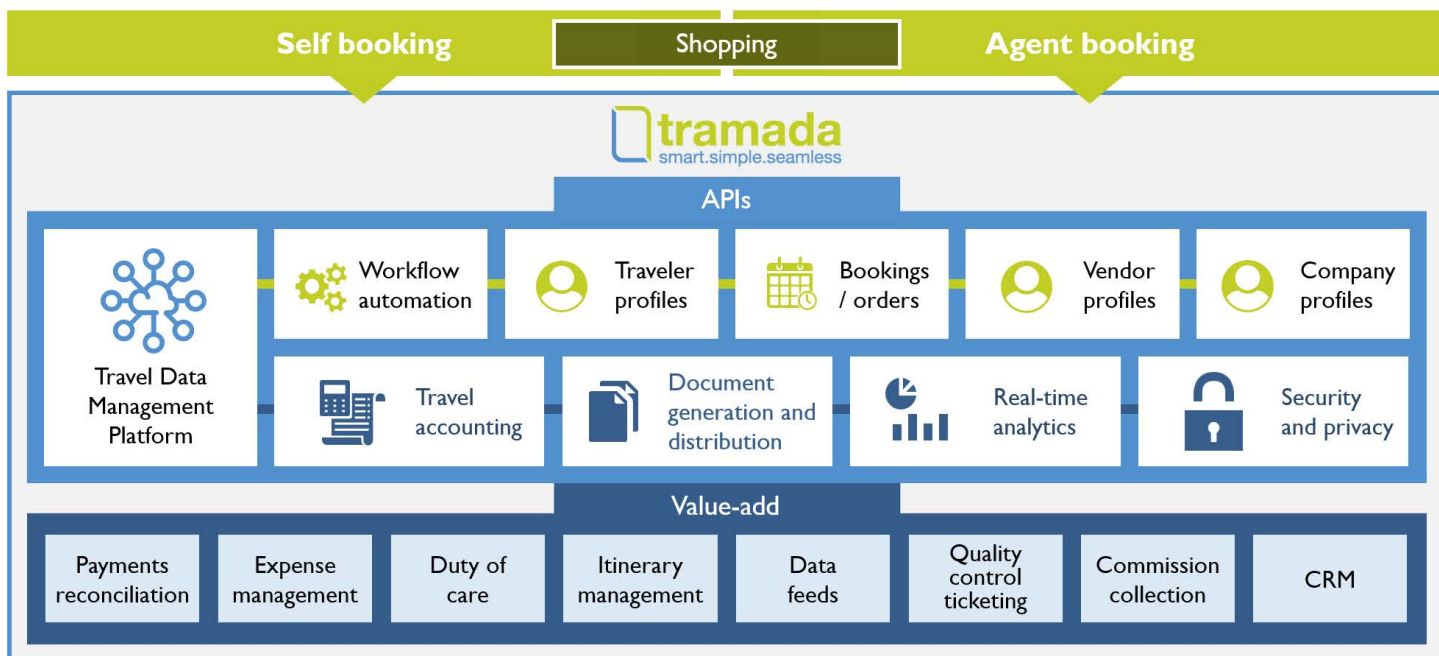 Self booking
Shopping
Agent booking
tramada
smart.simple.seamless
APIs
Travel Data
Management
Platform
Workflow
automation
Traveler
profiles
Bookings
/ orders
Vendor
profiles
Company
profiles
Travel
accounting
Document
generation and
distribution
Real-time
analytics
Security
and privacy
Value-add
Payments
reconciliation
Expense
management
Duty of
care
Itinerary
management
Data
feeds
Quality
control
ticketing
Commission
collection
CRM